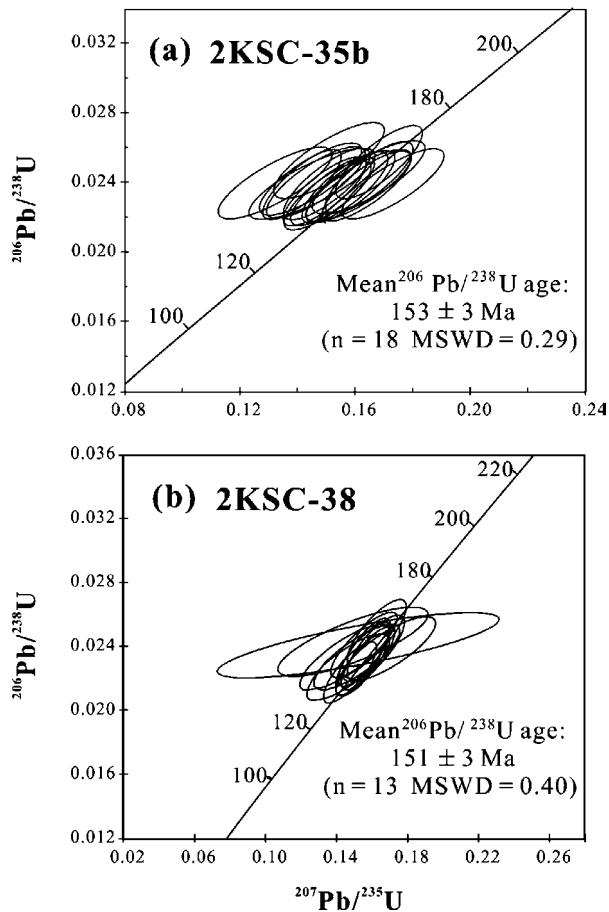 0.032
0.028
0.024
0.020
0.016
0.012
²⁰⁶Pb/²³⁸U
(a) 2KSC-35b
200
180
120
100
Mean²⁰⁶ Pb/²³⁸U age:
153 ± 3 Ma
(n = 18 MSWD = 0.29)
0.08 0.12 0.16 0.20 0.24
0.036
0.032
0.028
0.024
0.020
0.016
0.012
²⁰⁶Pb/²³⁸U
(b) 2KSC-38
220
200
180
120
100
Mean²⁰⁶Pb/²³⁸U age:
151 ± 3 Ma
(n = 13 MSWD = 0.40)
0.02 0.06 0.10 0.14 0.18 0.22 0.26
²⁰⁷Pb/²³⁵U